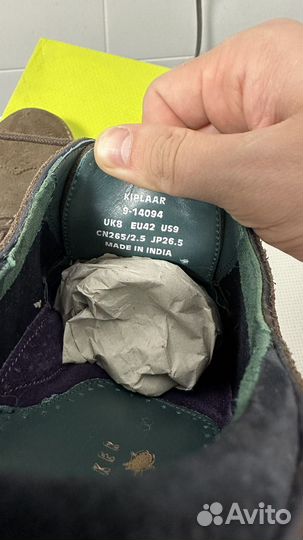 KIPLAAR
9-14094
UK8 EU42 US9
CN265/2.5 JP26.5
MADE IN INDIA
Avito